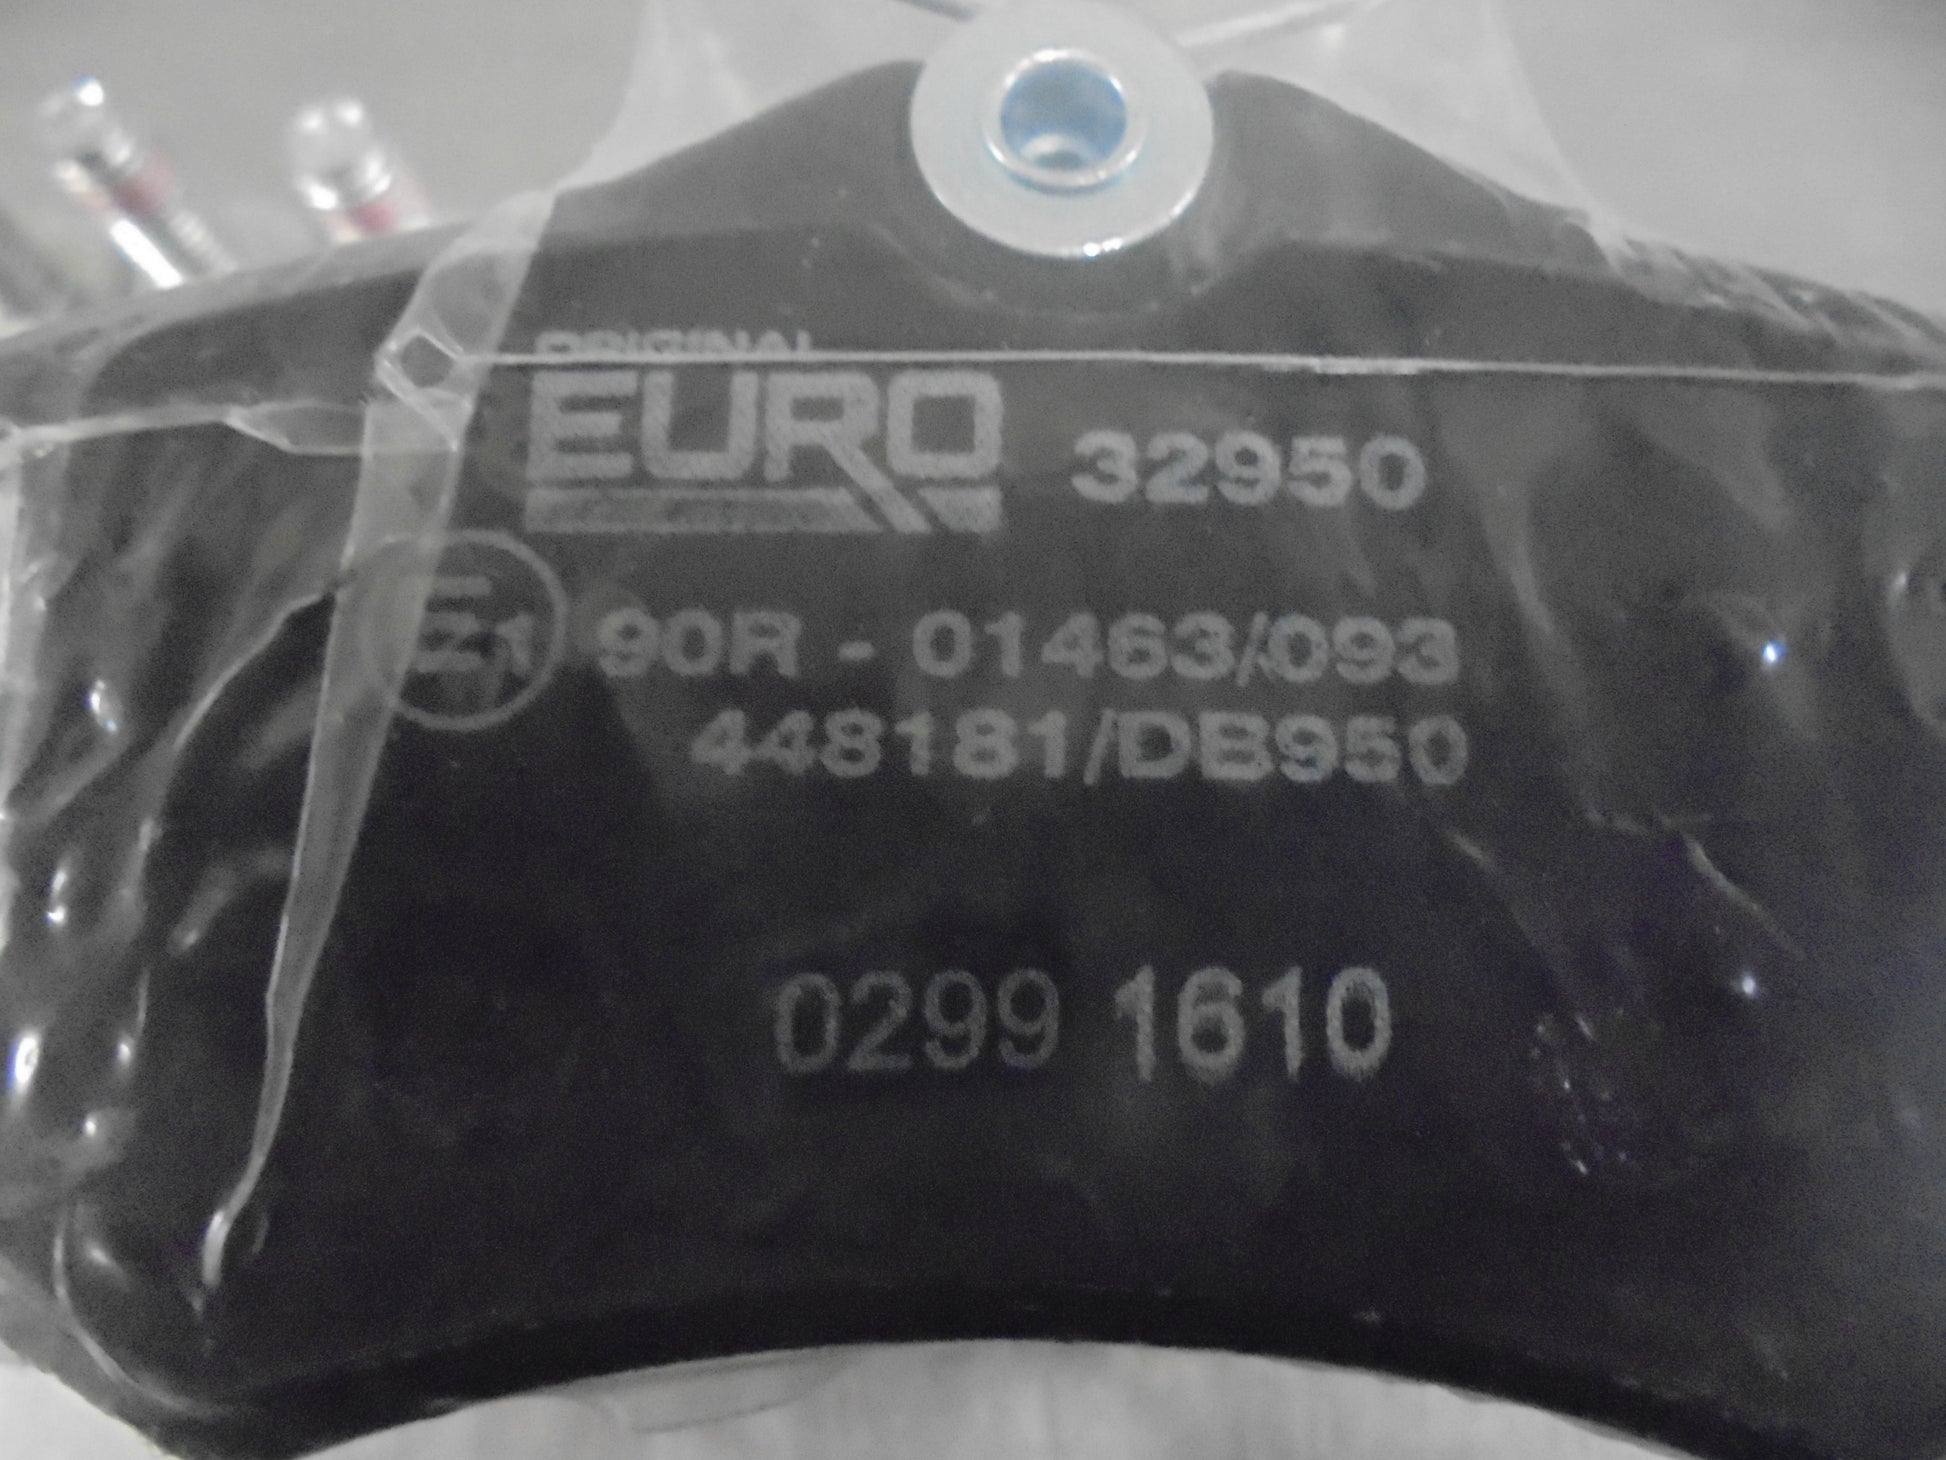 ORIGINAL
EURO 32950
E1 90R - 01463/093
448181/DB950
0299 1610